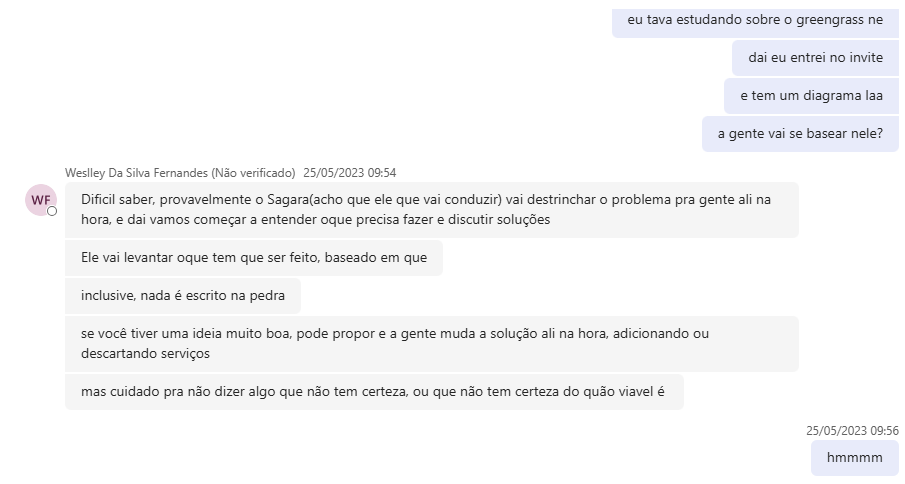 eu tava estudando sobre o greengrass ne
dai eu entrei no invite
e tem um diagrama laa
a gente vai se basear nele?
Weslley Da Silva Fernandes (Não verificado) 25/05/2023 09:54
WF
Dificil saber, provavelmente o Sagara(acho que ele que vai conduzir) vai destrinchar o problema pra gente ali na
hora, e dai vamos começar a entender oque precisa fazer e discutir soluções
Ele vai levantar oque tem que ser feito, baseado em que
inclusive, nada é escrito na pedra
se você tiver uma ideia muito boa, pode propor e a gente muda a solução ali na hora, adicionando ou
descartando serviços
mas cuidado pra não dizer algo que não tem certeza, ou que não tem certeza do quão viavel é
25/05/2023 09:56
hmmmm